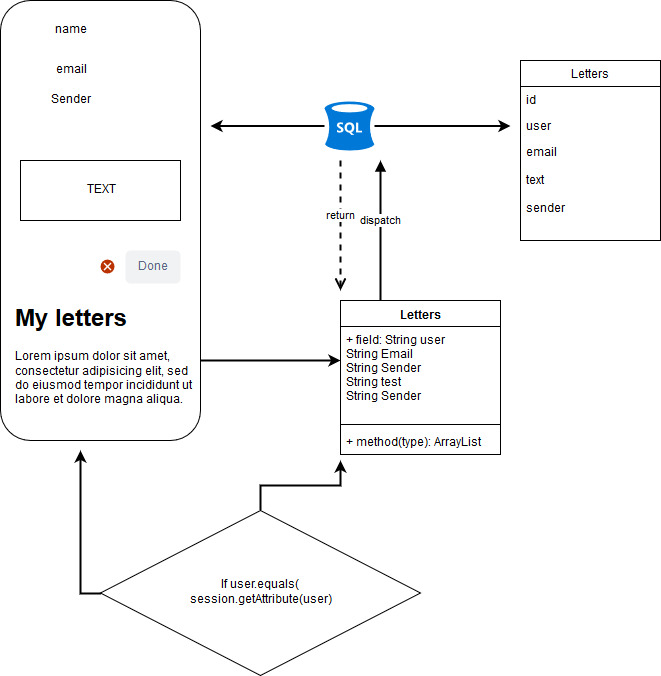 name
email
Sender
TEXT
Done
My letters
Lorem ipsum dolor sit amet,
consectetur adipisicing elit, sed
do eiusmod tempor incididunt ut
labore et dolore magna aliqua.
SQL
return
dispatch
Letters
id
user
email
text
sender
Letters
+ field: String user
String Email
String Sender
String test
String Sender
+ method(type): ArrayList
If user.equals(
session.getAttribute(user)